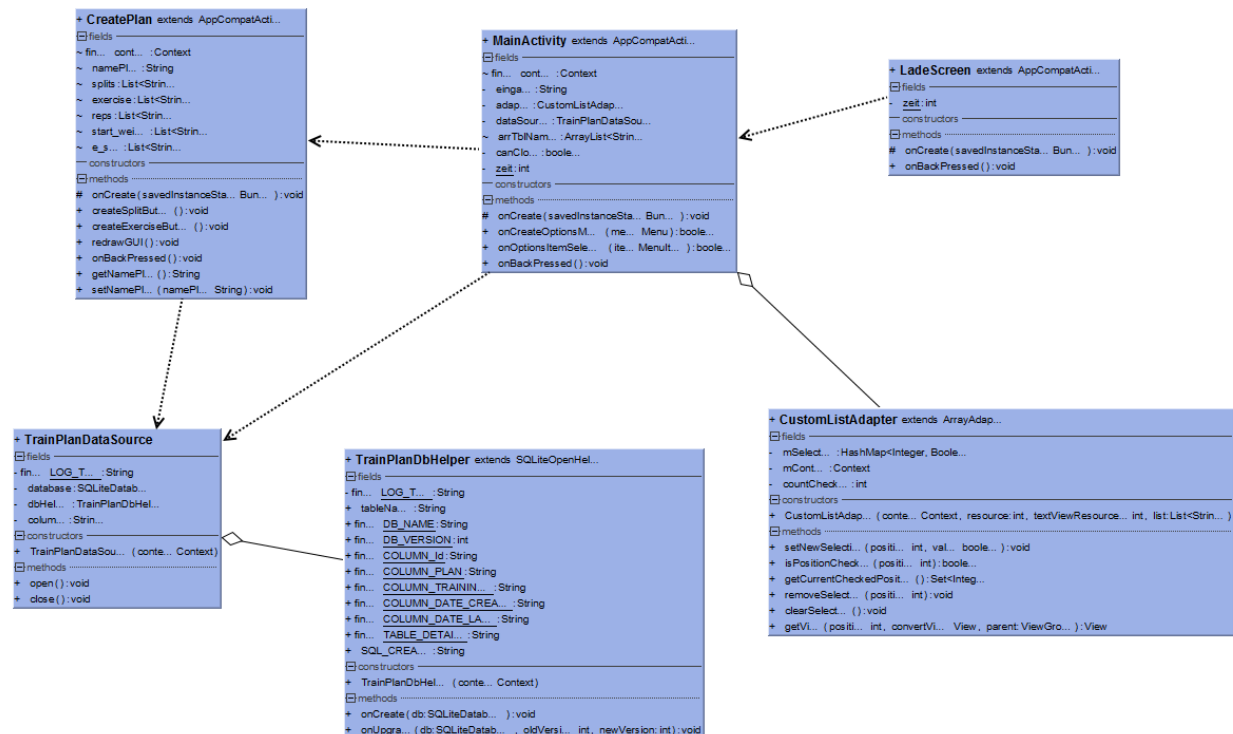 + CreatePlan extends AppCompatActi...
fields
~ fin... cont... :Context
~ namePl... :String
~ splits:List<Strin...
~ exercise:List<Strin...
~ reps:List<Strin...
~ start_wei... :List<Strin...
~ e_s... :List<Strin...
constructors
methods
# onCreate(savedInstanceSta... Bun... ):void
+ createSplitBut... ():void
+ createExerciseBut... ():void
+ redrawGUI():void
+ onBackPressed():void
+ getNamePl... ():String
+ setNamePl... (namePl... String):void
+ MainActivity extends AppCompatActi...
fields
~ fin... cont... :Context
- einga... :String
- adap... :CustomListAdap...
- dataSour... :TrainPlanDataSou...
~ arrTblNam... :ArrayList<Strin...
- canClo... :boole...
- zeit:int
constructors
methods
# onCreate(savedInstanceSta... Bun... ):void
+ onCreateOptionsM... (me... Menu):boole...
+ onOptionsItemSele... (ite... MenuIt... ):boole...
+ onBackPressed():void
+ LadeScreen extends AppCompatActi...
fields
- zeit:int
constructors
methods
# onCreate(savedInstanceSta... Bun... ):void
+ onBackPressed():void
+ TrainPlanDataSource
fields
- fin... LOG_T... :String
- database:SQLiteDatab...
- dbHel... :TrainPlanDbHel...
- colum... :Strin...
constructors
+ TrainPlanDataSou... (conte... Context)
methods
+ open():void
+ close():void
+ TrainPlanDbHelper extends SQLiteOpenHel...
fields
- fin... LOG_T... :String
+ tableNa... :String
+ fin... DB_NAME:String
+ fin... DB_VERSION:int
+ fin... COLUMN_Id:String
+ fin... COLUMN_PLAN:String
+ fin... COLUMN_TRAININ... :String
+ fin... COLUMN_DATE_CREA... :String
+ fin... COLUMN_DATE_LA... :String
+ fin... TABLE_DETAI... :String
+ SQL_CREA... :String
constructors
+ TrainPlanDbHel... (conte... Context)
methods
+ onCreate(db:SQLiteDatab... ):void
+ onUpgra... (db:SQLiteDatab... , oldVersi... int, newVersion:int):void
+ CustomListAdapter extends ArrayAdap...
fields
- mSelect... :HashMap<Integer, Boole...
- mCont... :Context
- countCheck... :int
constructors
+ CustomListAdap... (conte... Context, resource:int, textViewResource... int, list:List<Strin... )
methods
+ setNewSelecti... (positi... int, val... boole... ):void
+ isPositionCheck... (positi... int):boole...
+ getCurrentCheckedPosit... ():Set<Integ...
+ removeSelect... (positi... int):void
+ clearSelect... ():void
+ getVi... (positi... int, convertVi... View, parent:ViewGro... ):View